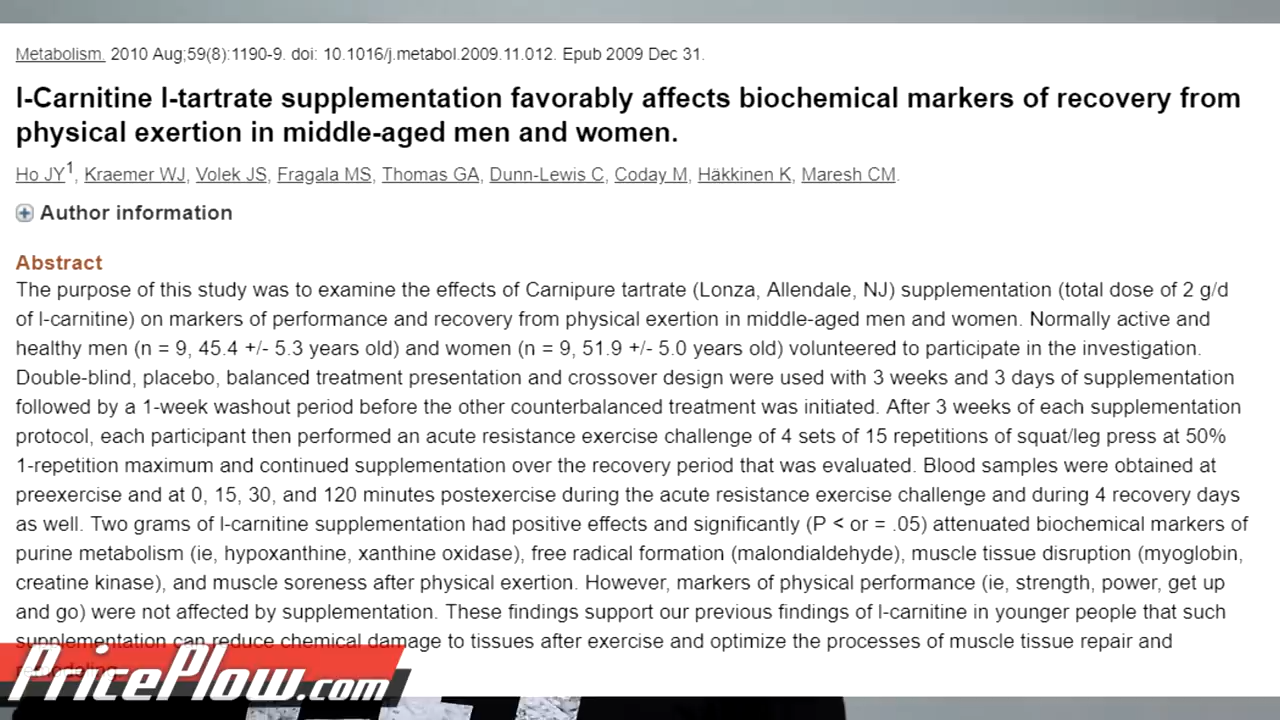 Metabolism. 2010 Aug;59(8):1190-9. doi: 10.1016/j.metabol.2009.11.012. Epub 2009 Dec 31.
l-Carnitine l-tartrate supplementation favorably affects biochemical markers of recovery from
physical exertion in middle-aged men and women.
Ho JY1, Kraemer WJ, Volek JS, Fragala MS, Thomas GA, Dunn-Lewis C, Coday M, Häkkinen K, Maresh CM.
Author information
Abstract
The purpose of this study was to examine the effects of Carnipure tartrate (Lonza, Allendale, NJ) supplementation (total dose of 2 g/d
of l-carnitine) on markers of performance and recovery from physical exertion in middle-aged men and women. Normally active and
healthy men (n = 9, 45.4 +/- 5.3 years old) and women (n = 9, 51.9 +/- 5.0 years old) volunteered to participate in the investigation.
Double-blind, placebo, balanced treatment presentation and crossover design were used with 3 weeks and 3 days of supplementation
followed by a 1-week washout period before the other counterbalanced treatment was initiated. After 3 weeks of each supplementation
protocol, each participant then performed an acute resistance exercise challenge of 4 sets of 15 repetitions of squat/leg press at 50%
1-repetition maximum and continued supplementation over the recovery period that was evaluated. Blood samples were obtained at
preexercise and at 0, 15, 30, and 120 minutes postexercise during the acute resistance exercise challenge and during 4 recovery days
as well. Two grams of l-carnitine supplementation had positive effects and significantly (P < or = .05) attenuated biochemical markers of
purine metabolism (ie, hypoxanthine, xanthine oxidase), free radical formation (malondialdehyde), muscle tissue disruption (myoglobin,
creatine kinase), and muscle soreness after physical exertion. However, markers of physical performance (ie, strength, power, get up
and go) were not affected by supplementation. These findings support our previous findings of l-carnitine in younger people that such
supplementation can reduce chemical damage to tissues after exercise and optimize the processes of muscle tissue repair and
PricePlow.com